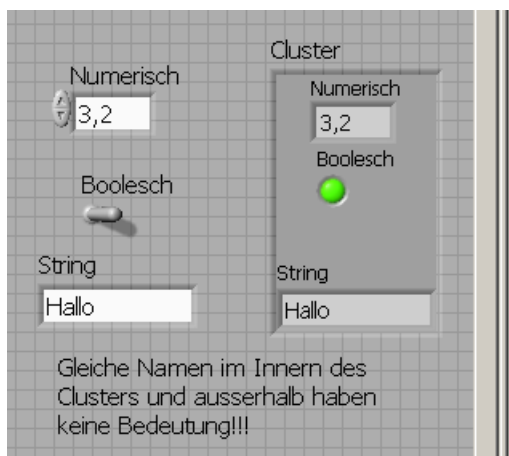 Numerisch
3,2
Boolesch
String
Hallo
Cluster
Numerisch
3,2
Boolesch
String
Hallo
Gleiche Namen im Innern des
Clusters und ausserhalb haben
keine Bedeutung!!!